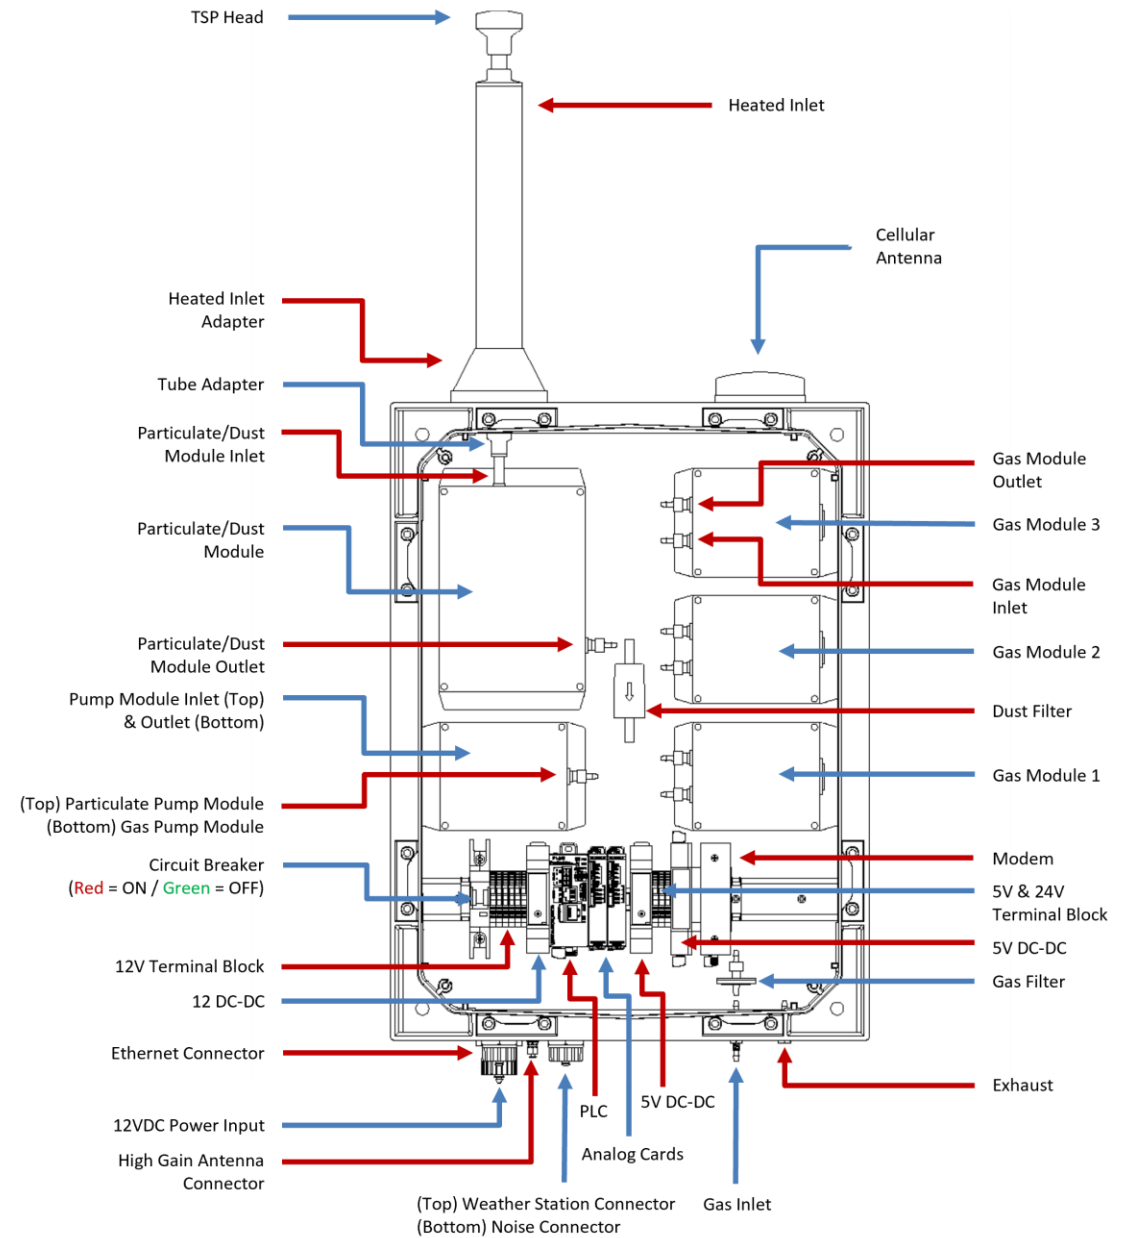 TSP Head
Heated Inlet
Cellular
Antenna
Heated Inlet
Adapter
Tube Adapter
Particulate/Dust
Module Inlet
Particulate/Dust
Module
Particulate/Dust
Module Outlet
Pump Module Inlet (Top)
& Outlet (Bottom)
(Top) Particulate Pump Module
(Bottom) Gas Pump Module
Circuit Breaker
(Red = ON / Green = OFF)
12V Terminal Block
12 DC-DC
Ethernet Connector
12VDC Power Input
High Gain Antenna
Connector
Gas Module
Outlet
Gas Module 3
Gas Module
Inlet
Gas Module 2
Dust Filter
Gas Module 1
Modem
5V & 24V
Terminal Block
5V DC-DC
Gas Filter
Exhaust
PLC
5V DC-DC
Analog Cards
(Top) Weather Station Connector
(Bottom) Noise Connector
Gas Inlet